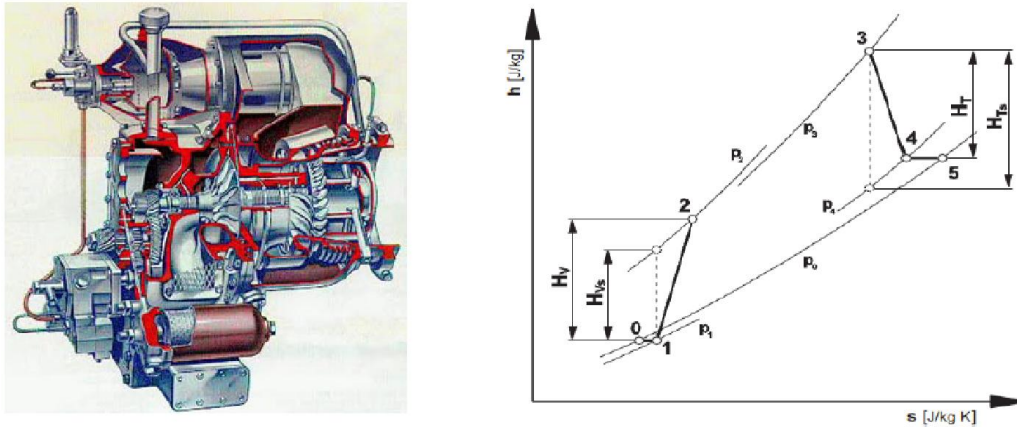 h [J/kg]
3
H_T
H_Ts
p_2
p_3
4
5
p_4
2
p_0
H_V
H_Vs
0
1
p_1
s [J/kg K]